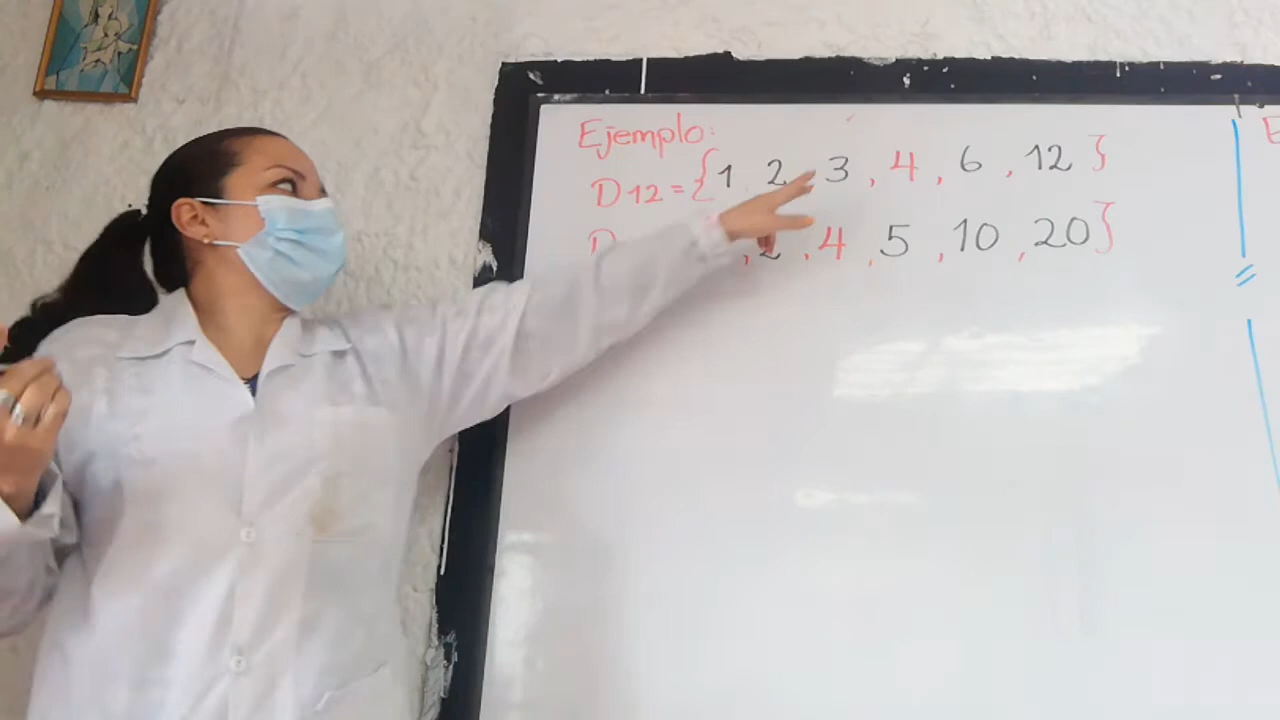 Ejemplo:
D12={1, 2, 3, 4, 6, 12}
D , 2, 4, 5, 10, 20}
E